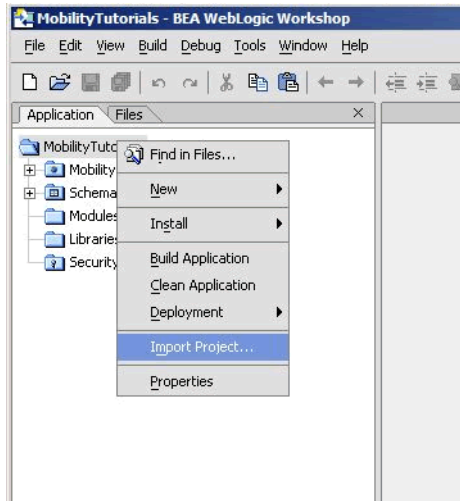 MobilityTutorials - BEA WebLogic Workshop
File Edit View Build Debug Tools Window Help
Application Files
MobilityTuto
Mobility
Schema
Modules
Libraries
Security
Find in Files...
New
Install
Build Application
Clean Application
Deployment
Import Project...
Properties